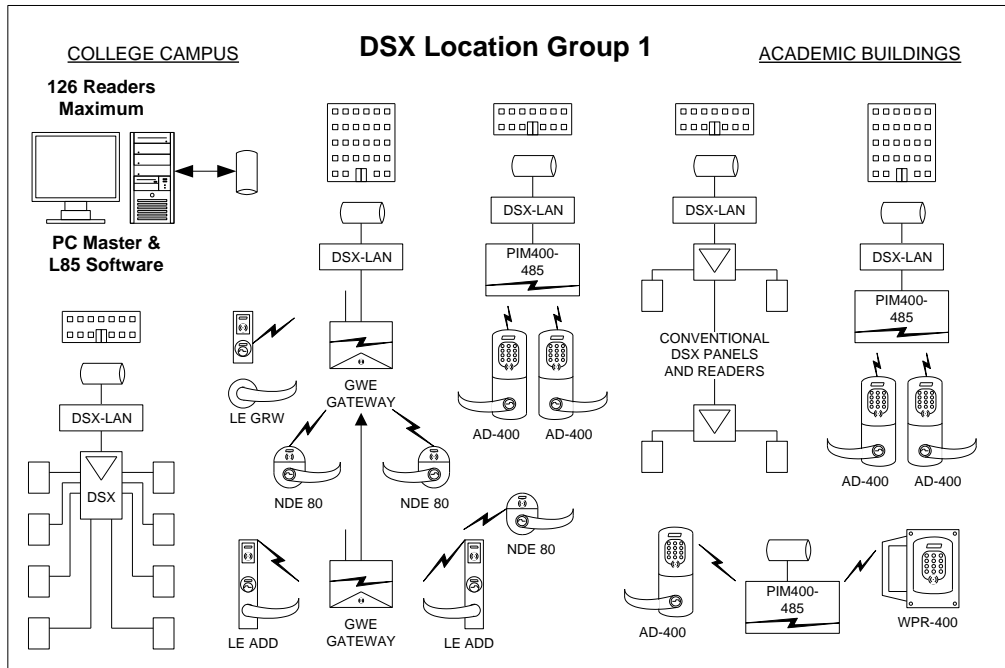 COLLEGE CAMPUS
DSX Location Group 1
ACADEMIC BUILDINGS
126 Readers
Maximum
PC Master &
L85 Software
DSX-LAN
DSX
DSX-LAN
LE GRW
GWE
GATEWAY
NDE 80
NDE 80
NDE 80
LE ADD
GWE
GATEWAY
LE ADD
DSX-LAN
PIM400-
485
AD-400
AD-400
DSX-LAN
CONVENTIONAL
DSX PANELS
AND READERS
DSX-LAN
PIM400-
485
AD-400
AD-400
AD-400
PIM400-
485
WPR-400